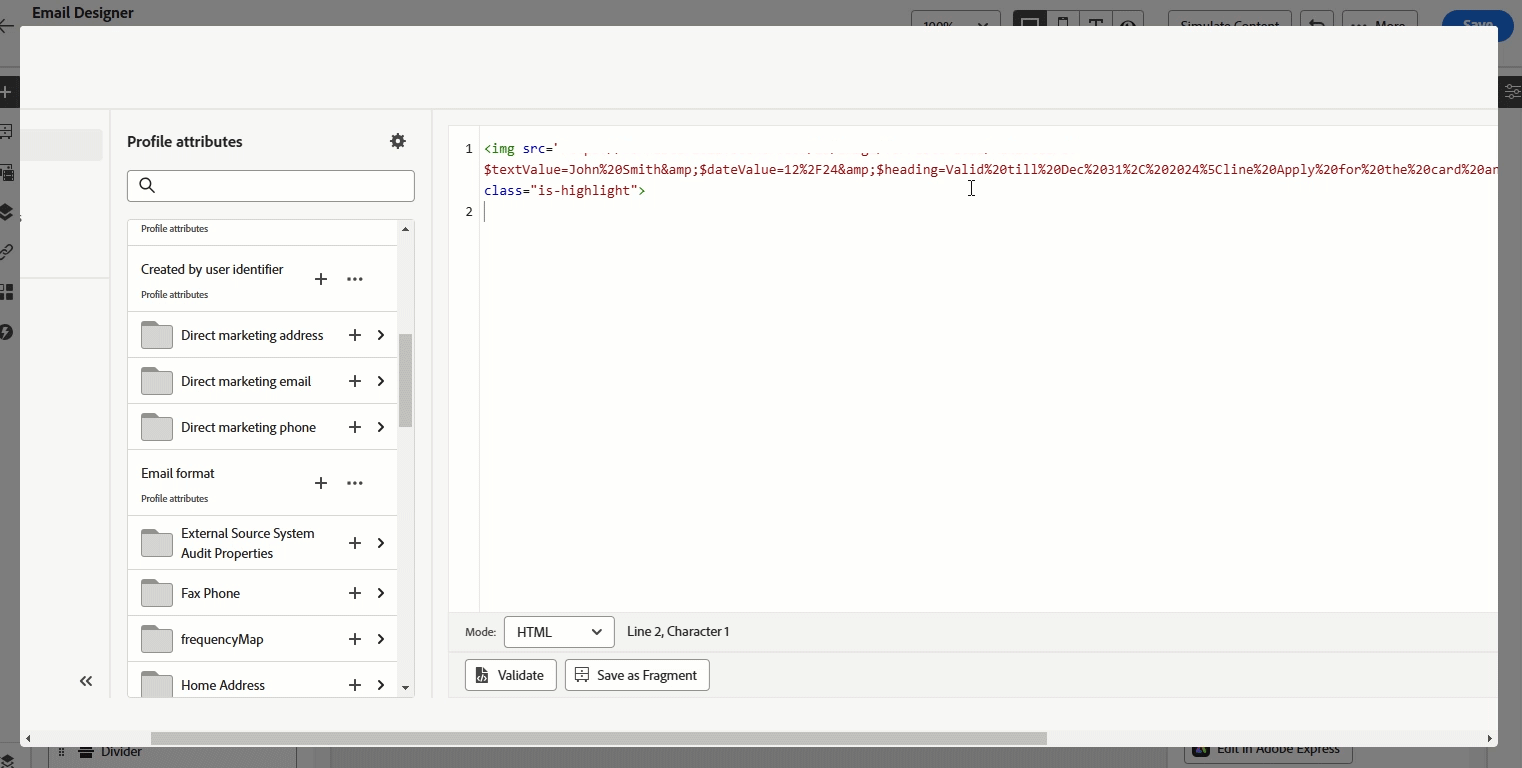 Email Designer
100%
Simulate Content
More
Save
Profile attributes
Profile attributes
Created by user identifier
Profile attributes
Direct marketing address
Direct marketing email
Direct marketing phone
Email format
Profile attributes
External Source System
Audit Properties
Fax Phone
frequencyMap
Home Address
1 <img src='
$textValue=John%20Smith&amp;$dateValue=12%2F24&amp;$heading=Valid%20till%20Dec%2031%2C%202024%5Cline%20Apply%20for%20the%20card%20an
class="is-highlight">
2
Mode: HTML Line 2, Character 1
Validate Save as Fragment
Divider
Edit in Adobe Express